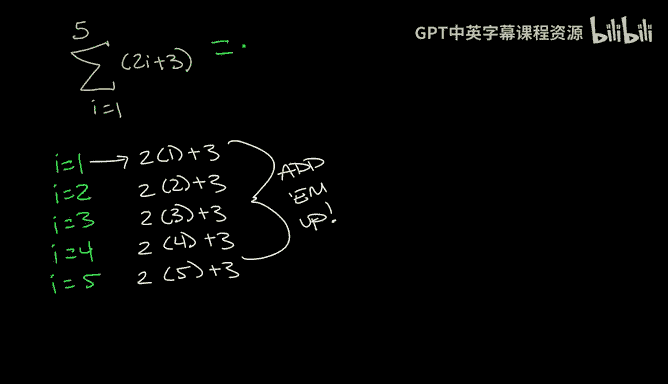 GPT中英字幕课程资源 bilibili
5
∑ (2i+3) = .
i=1
i=1 → 2(1)+3
i=2 2(2)+3
i=3 2(3)+3
i=4 2(4)+3
i=5 2(5)+3
ADD
'EM
UP!